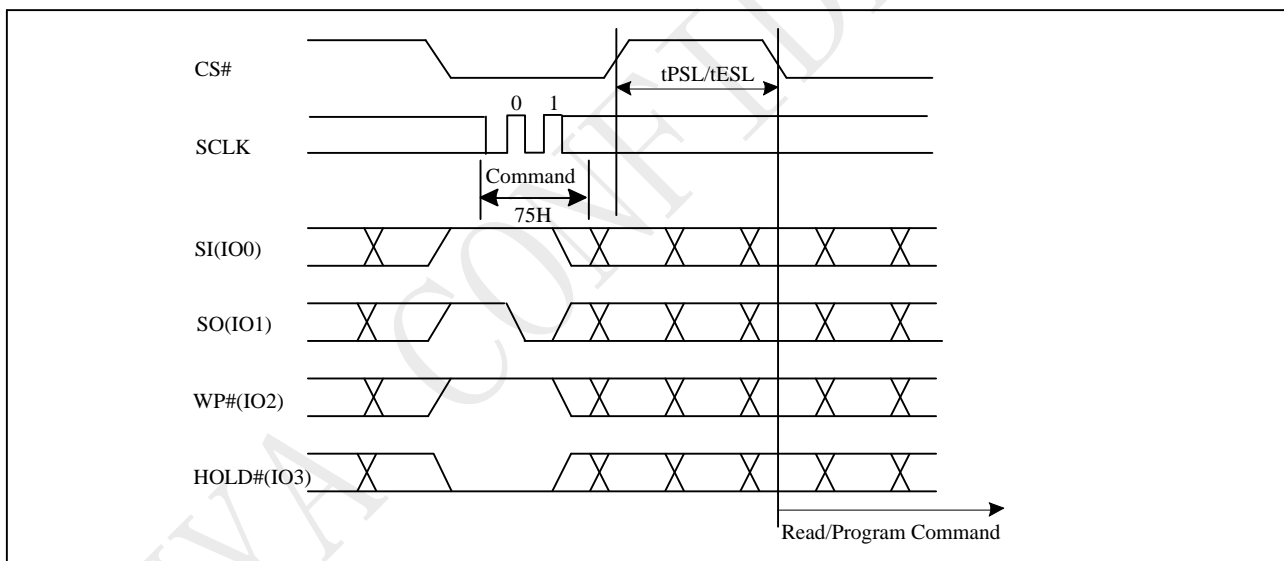 CS#
tPSL/tESL
0 1
SCLK
Command
75H
SI(IO0)
SO(IO1)
WP#(IO2)
HOLD#(IO3)
Read/Program Command